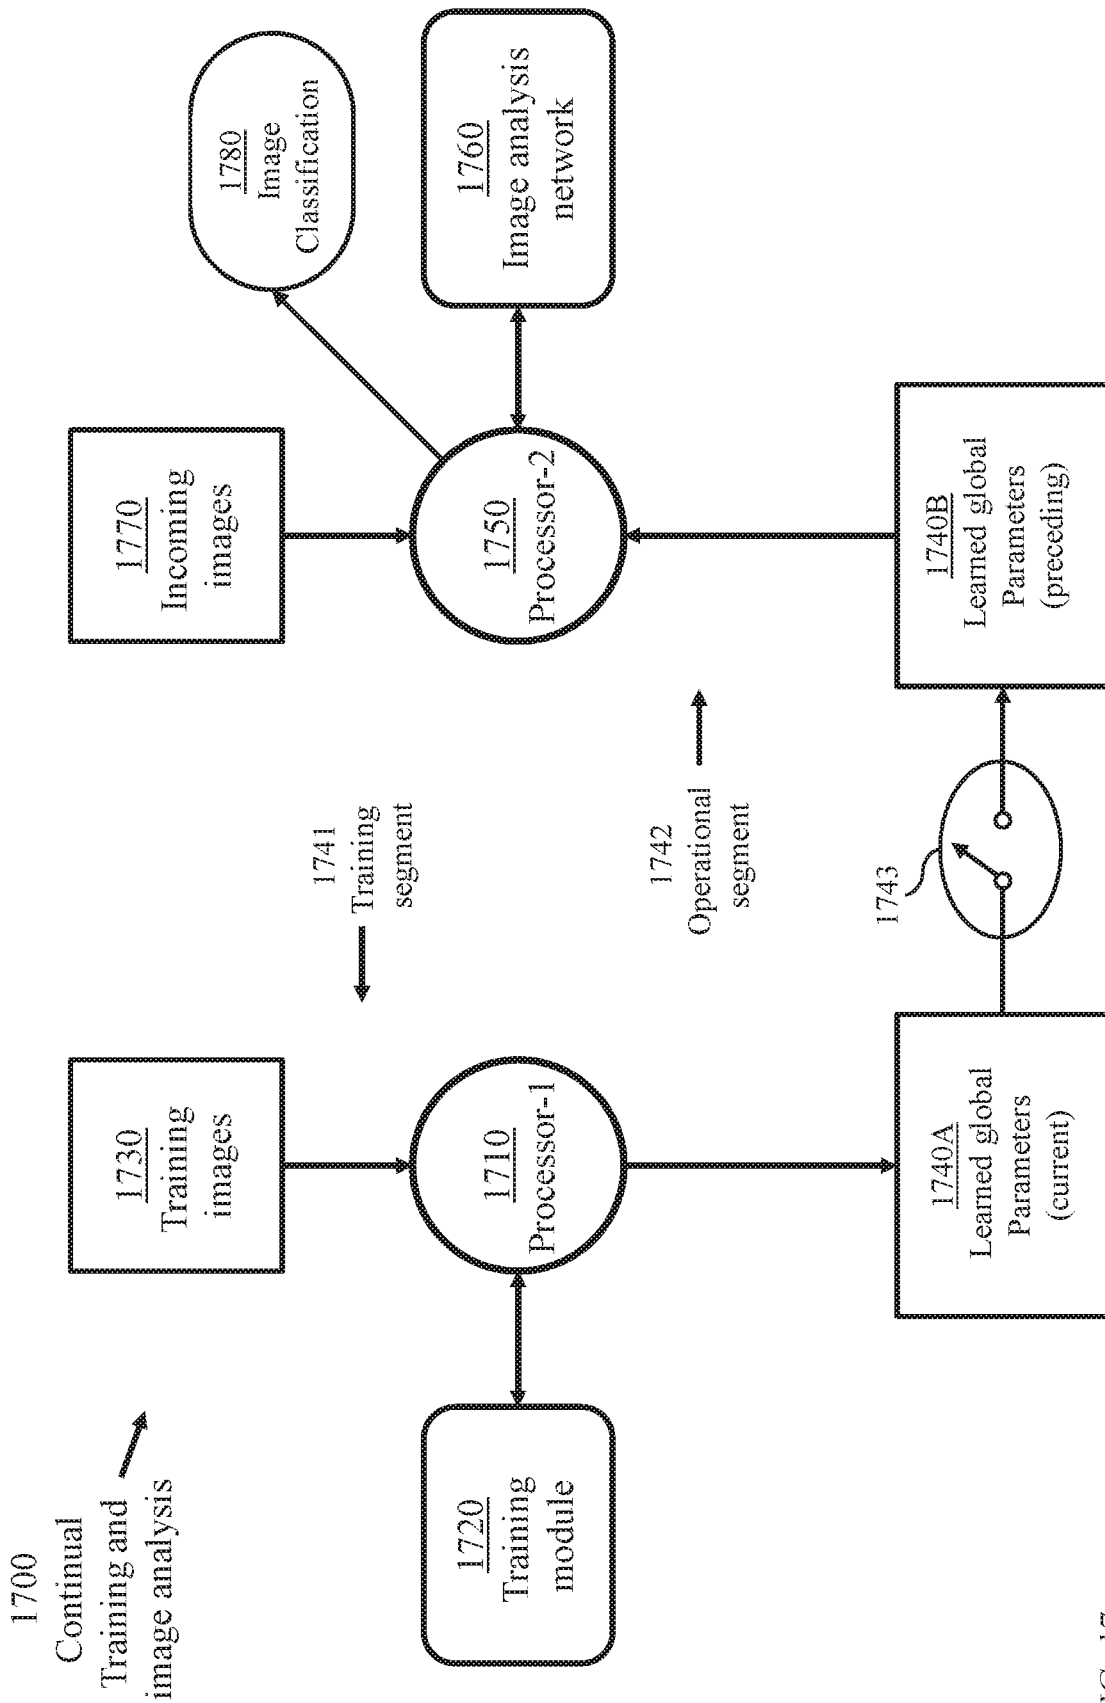 1700
Continual
Training and
image analysis
1730
Training
images
1770
Incoming
images
1780
Image
Classification
1741
Training
segment
1720
Training
module
1710
Processor-1
1750
Processor-2
1760
Image analysis
network
1742
Operational
segment
1743
1740A
Learned global
Parameters
(current)
1740B
Learned global
Parameters
(preceding)